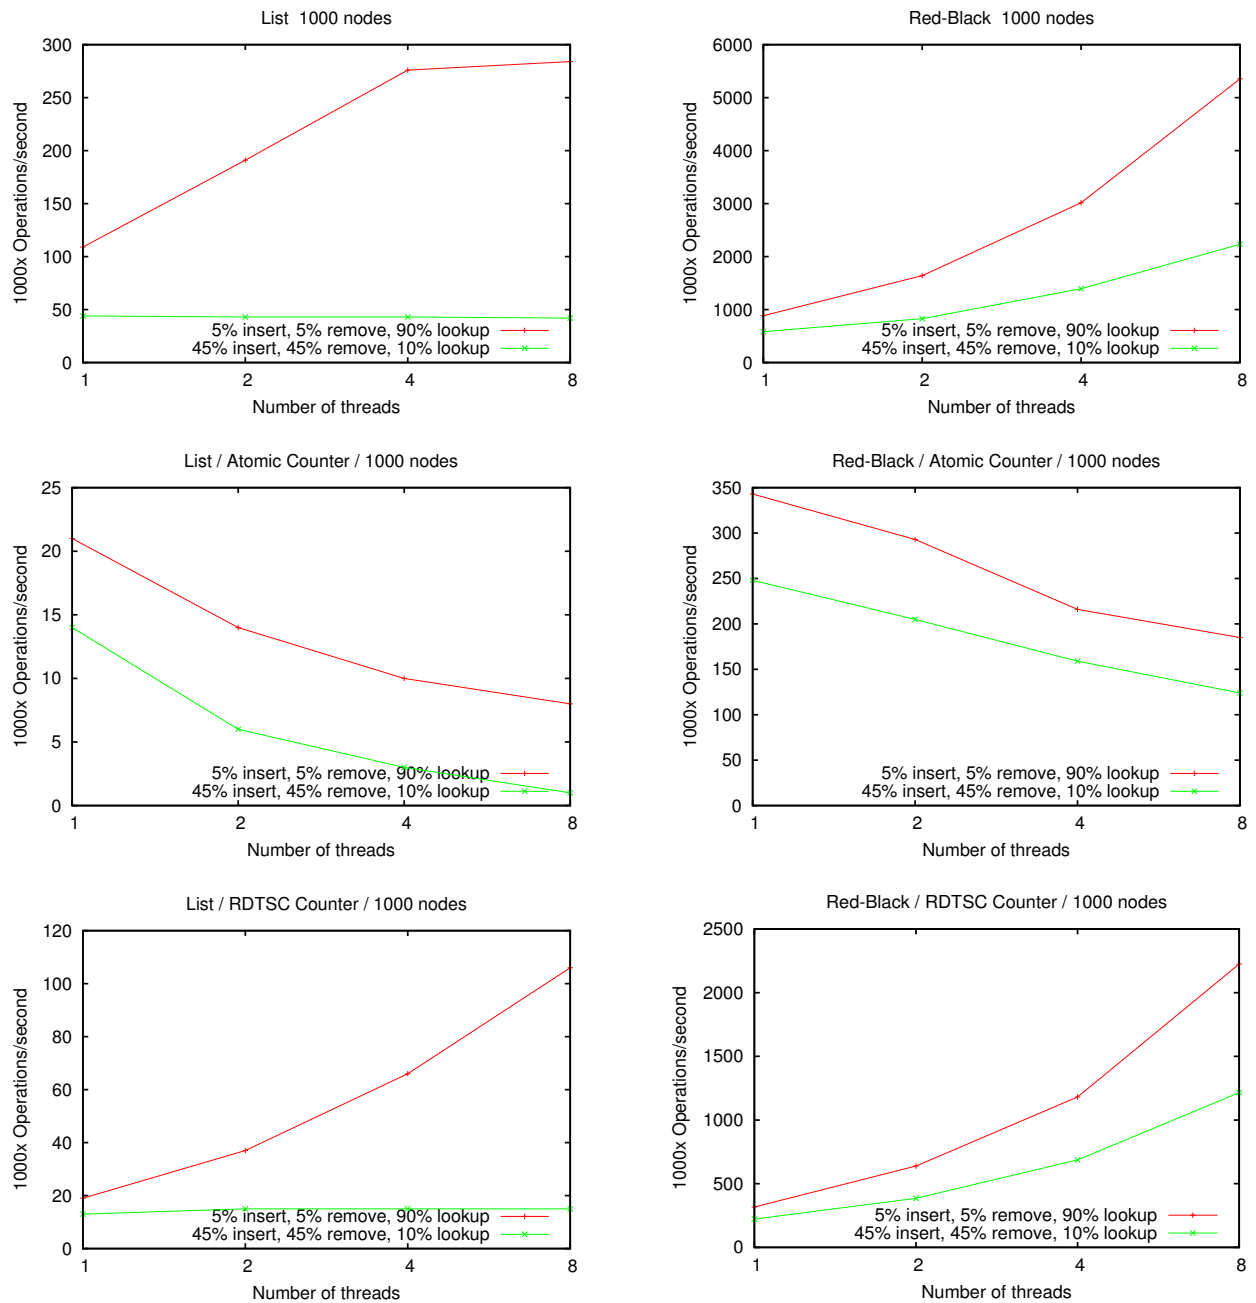 List  1000 nodes
1000x Operations/second
300
250
200
150
100
50
0
5% insert, 5% remove, 90% lookup
45% insert, 45% remove, 10% lookup
1 2 4 8
Number of threads
Red-Black  1000 nodes
1000x Operations/second
6000
5000
4000
3000
2000
1000
0
5% insert, 5% remove, 90% lookup
45% insert, 45% remove, 10% lookup
1 2 4 8
Number of threads
List / Atomic Counter / 1000 nodes
1000x Operations/second
25
20
15
10
5
0
5% insert, 5% remove, 90% lookup
45% insert, 45% remove, 10% lookup
1 2 4 8
Number of threads
Red-Black / Atomic Counter / 1000 nodes
1000x Operations/second
350
300
250
200
150
100
50
0
5% insert, 5% remove, 90% lookup
45% insert, 45% remove, 10% lookup
1 2 4 8
Number of threads
List / RDTSC Counter / 1000 nodes
1000x Operations/second
120
100
80
60
40
20
0
5% insert, 5% remove, 90% lookup
45% insert, 45% remove, 10% lookup
1 2 4 8
Number of threads
Red-Black / RDTSC Counter / 1000 nodes
1000x Operations/second
2500
2000
1500
1000
500
0
5% insert, 5% remove, 90% lookup
45% insert, 45% remove, 10% lookup
1 2 4 8
Number of threads